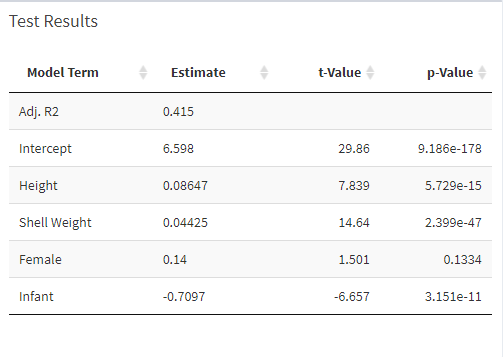 Test Results
Model Term Estimate t-Value p-Value
Adj. R2 0.415
Intercept 6.598 29.86 9.186e-178
Height 0.08647 7.839 5.729e-15
Shell Weight 0.04425 14.64 2.399e-47
Female 0.14 1.501 0.1334
Infant -0.7097 -6.657 3.151e-11